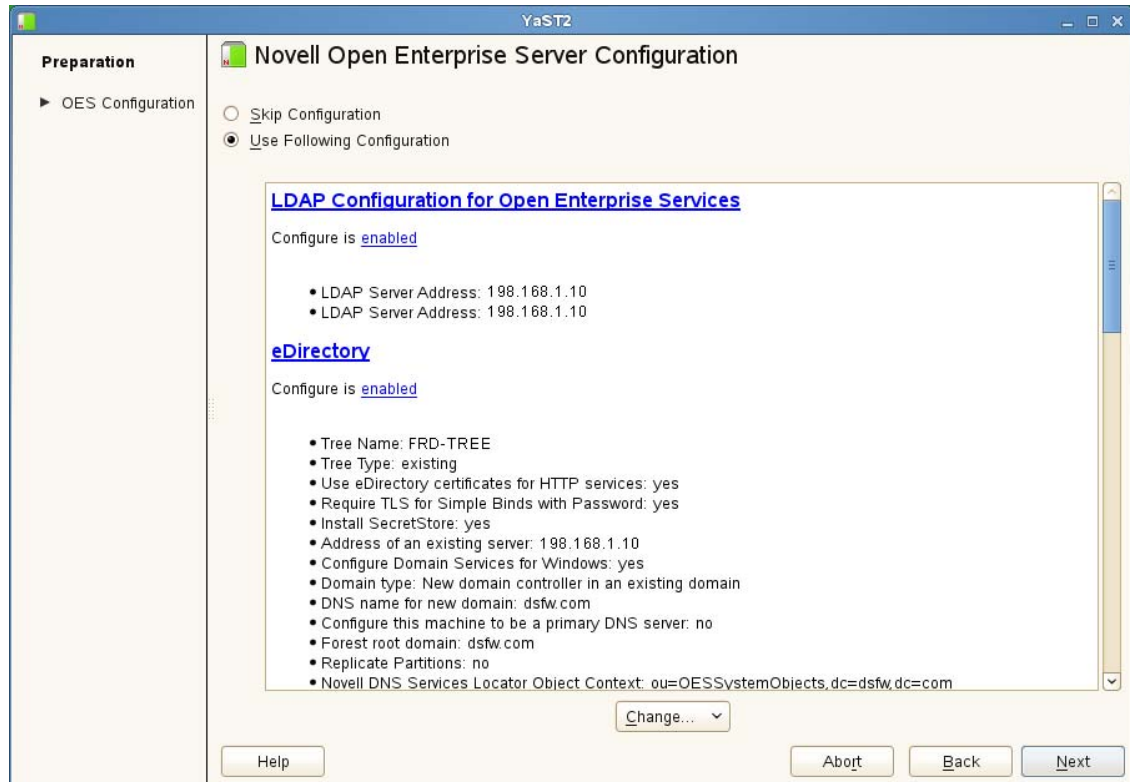 YaST2
Preparation
OES Configuration
Novell Open Enterprise Server Configuration
Skip Configuration
Use Following Configuration
LDAP Configuration for Open Enterprise Services
Configure is enabled
• LDAP Server Address: 198.168.1.10
• LDAP Server Address: 198.168.1.10
eDirectory
Configure is enabled
• Tree Name: FRD-TREE
• Tree Type: existing
• Use eDirectory certificates for HTTP services: yes
• Require TLS for Simple Binds with Password: yes
• Install SecretStore: yes
• Address of an existing server: 198.168.1.10
• Configure Domain Services for Windows: yes
• Domain type: New domain controller in an existing domain
• DNS name for new domain: dsfw.com
• Configure this machine to be a primary DNS server: no
• Forest root domain: dsfw.com
• Replicate Partitions: no
• Novell DNS Services Locator Object Context: ou=OESSystemObjects,dc=dsfw,dc=com
Change...
Help
Abort
Back
Next